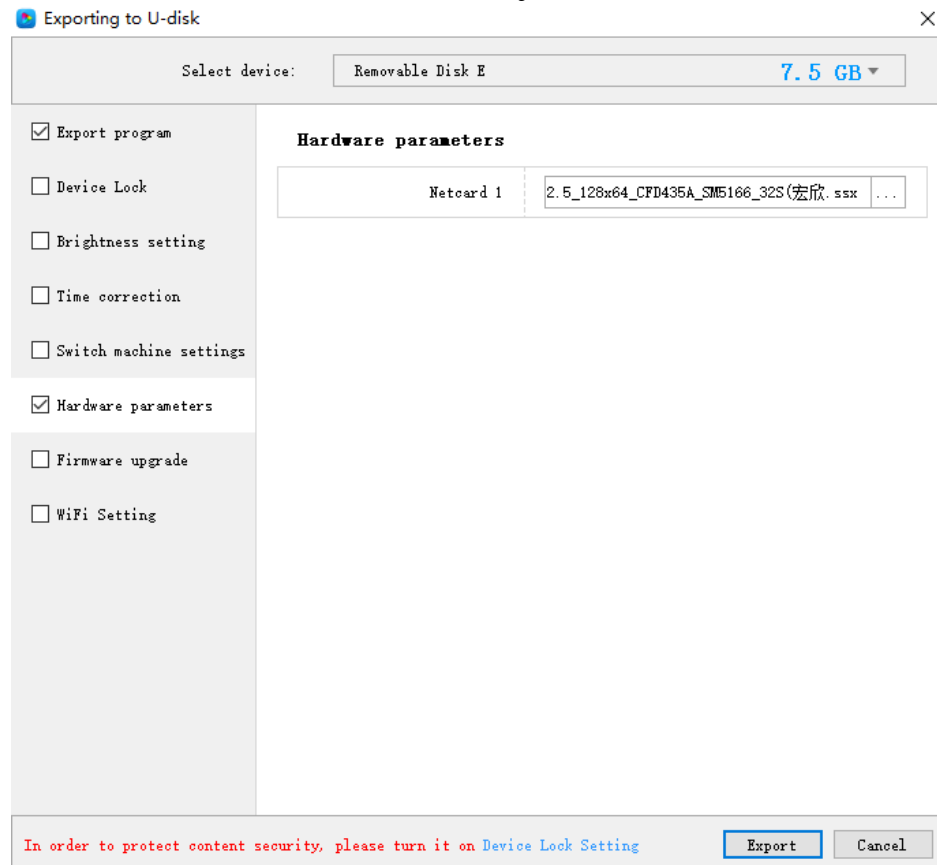 Exporting to U-disk
Select device: Removable Disk E 7.5 GB
Export program
Device Lock
Brightness setting
Time correction
Switch machine settings
Hardware parameters
Firmware upgrade
WiFi Setting
Hardware parameters
Netcard 1 2.5_128x64_CFD435A_SM5166_32S(宏欣.ssx ...
In order to protect content security, please turn it on Device Lock Setting
Export Cancel